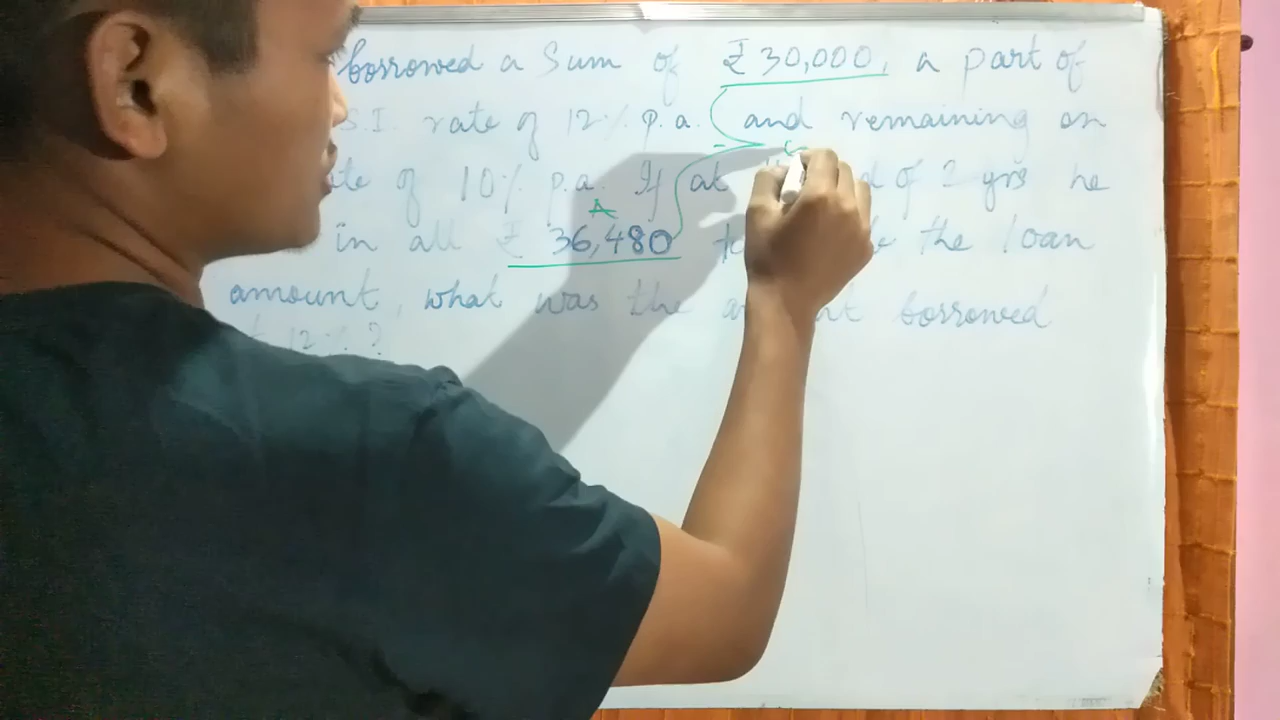 borrowed a Sum of ₹ 30,000, a part of
S.I. rate of 12% p.a. and remaining on
of 10% p.a. If at of 2 yrs he
in all ₹ 36,480 the loan
amount, what was the borrowed
12% ?
A